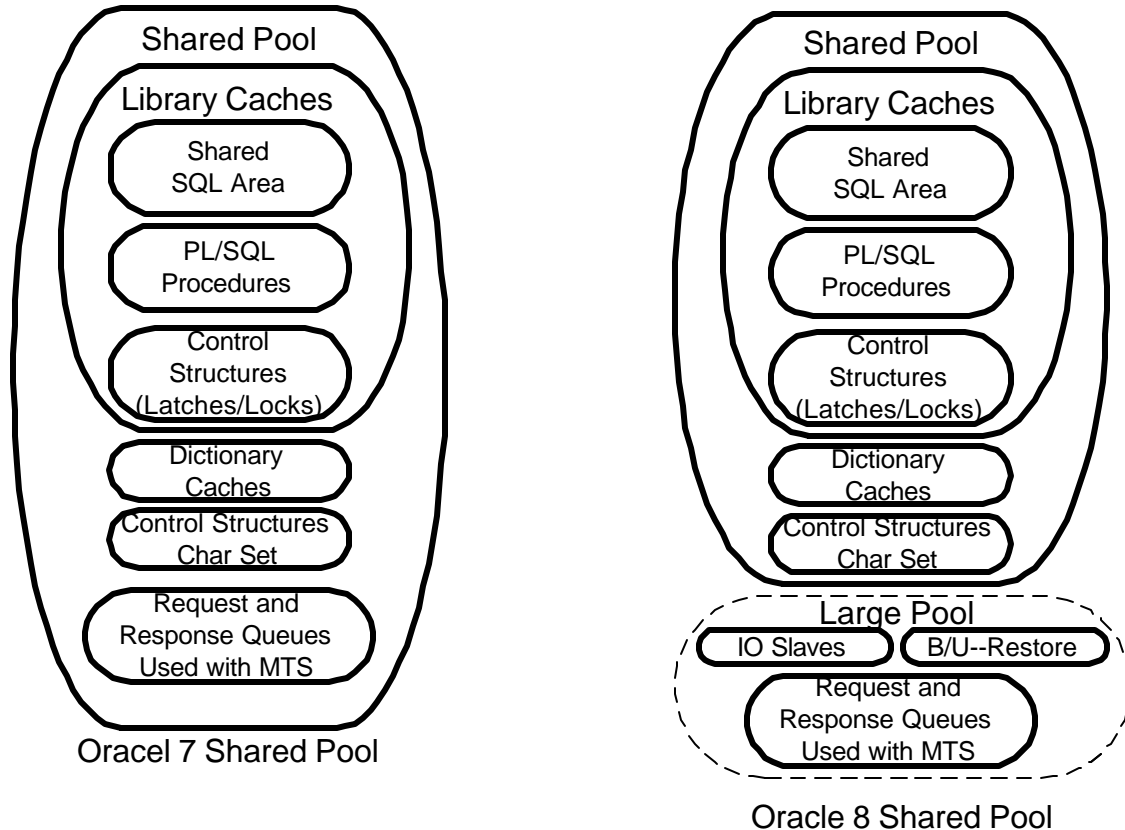 Shared Pool
Library Caches
Shared
SQL Area
PL/SQL
Procedures
Control
Structures
(Latches/Locks)
Dictionary
Caches
Control Structures
Char Set
Request and
Response Queues
Used with MTS
Oracel 7 Shared Pool
Shared Pool
Library Caches
Shared
SQL Area
PL/SQL
Procedures
Control
Structures
(Latches/Locks)
Dictionary
Caches
Control Structures
Char Set
Large Pool
IO Slaves
B/U--Restore
Request and
Response Queues
Used with MTS
Oracle 8 Shared Pool